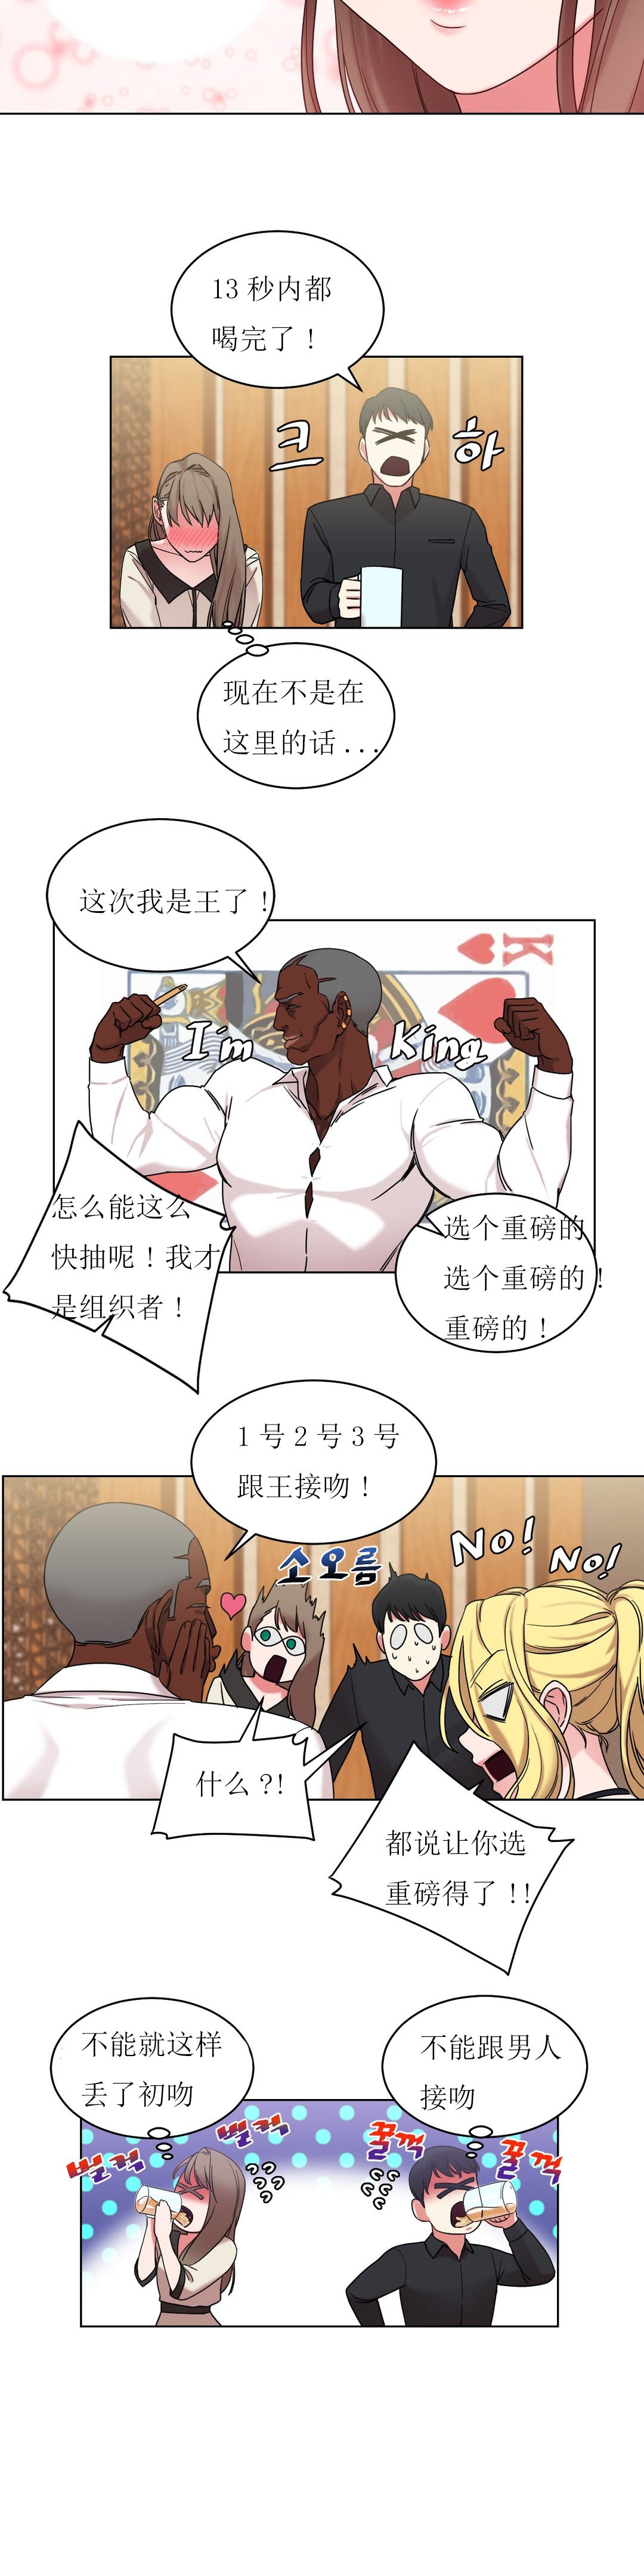 13 秒内都
喝完了！
크 하
现在不是在
这里的话...
这次我是王了！
K
I'm King
怎么能这么
快抽呢！我才
是组织者！
选个重磅的
选个重磅的！
重磅的！
1 号 2 号 3 号
跟王接吻！
소오름
No! No!
什么?!
都说让你选
重磅得了!!
不能就这样
丢了初吻
不能跟男人
接吻
벌컥 벌컥
꿀꺽 꿀꺽